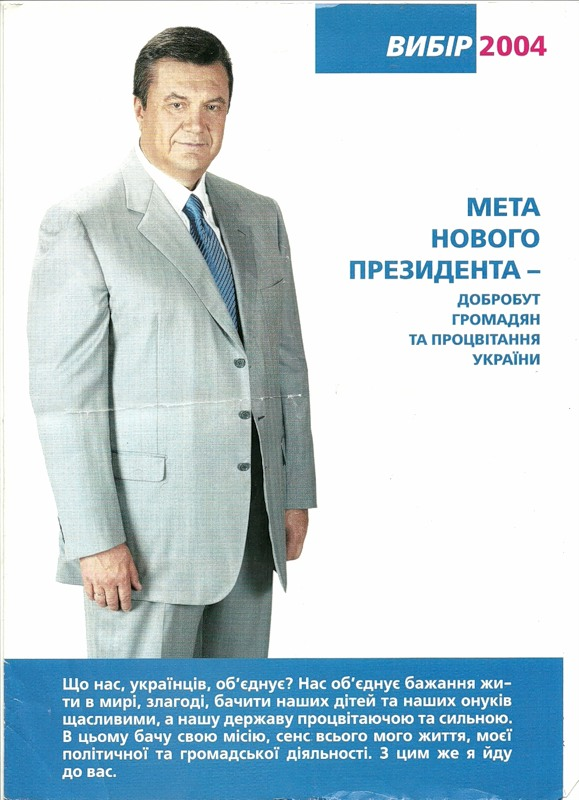 ВИБІР 2004
МЕТА
НОВОГО
ПРЕЗИДЕНТА –
ДОБРОБУТ
ГРОМАДЯН
ТА ПРОЦВІТАННЯ
УКРАЇНИ
Що нас, українців, об’єднує? Нас об’єднує бажання жи–
ти в мирі, злагоді, бачити наших дітей та наших онуків
щасливими, а нашу державу процвітаючою та сильною.
В цьому бачу свою місію, сенс всього мого життя, моєї
політичної та громадської діяльності. З цим же я йду
до вас.